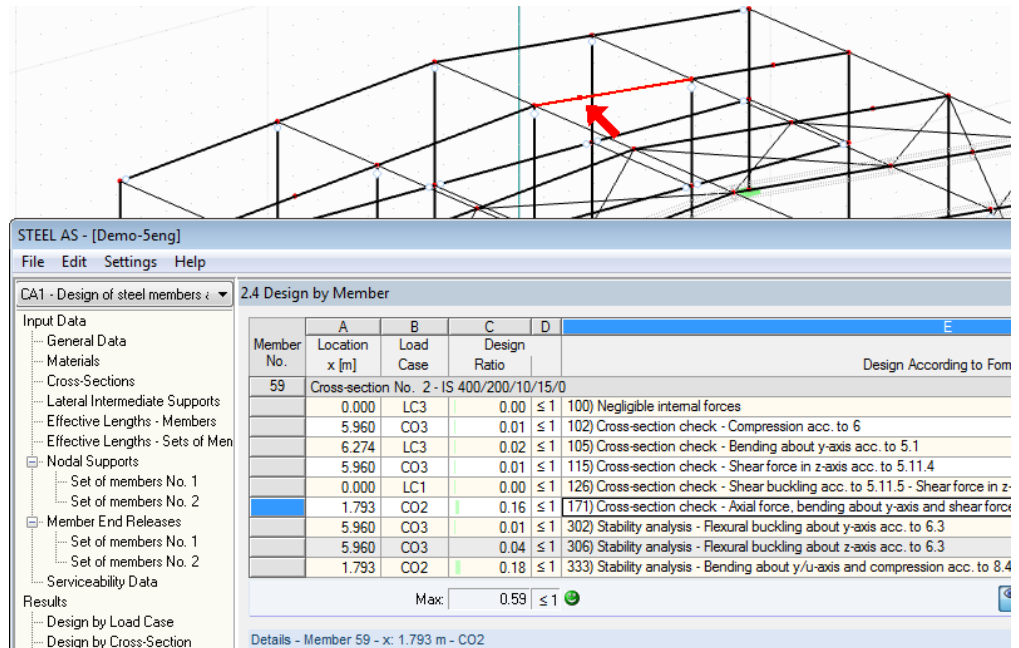 STEEL AS - [Demo-5eng]
File Edit Settings Help
CA1 - Design of steel members
2.4 Design by Member
Input Data
General Data
Materials
Cross-Sections
Lateral Intermediate Supports
Effective Lengths - Members
Effective Lengths - Sets of Men
Nodal Supports
Set of members No. 1
Set of members No. 2
Member End Releases
Set of members No. 1
Set of members No. 2
Serviceability Data
Results
Design by Load Case
Design by Cross-Section
A B C D E
Member Location Load Design
No. x [m] Case Ratio Design According to Form
59 Cross-section No. 2 - IS 400/200/10/15/0
0.000 LC3 0.00 ≤ 1 100) Negligible internal forces
5.960 CO3 0.01 ≤ 1 102) Cross-section check - Compression acc. to 6
6.274 LC3 0.02 ≤ 1 105) Cross-section check - Bending about y-axis acc. to 5.1
5.960 CO3 0.01 ≤ 1 115) Cross-section check - Shear force in z-axis acc. to 5.11.4
0.000 LC1 0.00 ≤ 1 126) Cross-section check - Shear buckling acc. to 5.11.5 - Shear force in z-
1.793 CO2 0.16 ≤ 1 171) Cross-section check - Axial force, bending about y-axis and shear force
5.960 CO3 0.01 ≤ 1 302) Stability analysis - Flexural buckling about y-axis acc. to 6.3
5.960 CO3 0.04 ≤ 1 306) Stability analysis - Flexural buckling about z-axis acc. to 6.3
1.793 CO2 0.18 ≤ 1 333) Stability analysis - Bending about y/u-axis and compression acc. to 8.4
Max: 0.59 ≤ 1
Details - Member 59 - x: 1.793 m - CO2